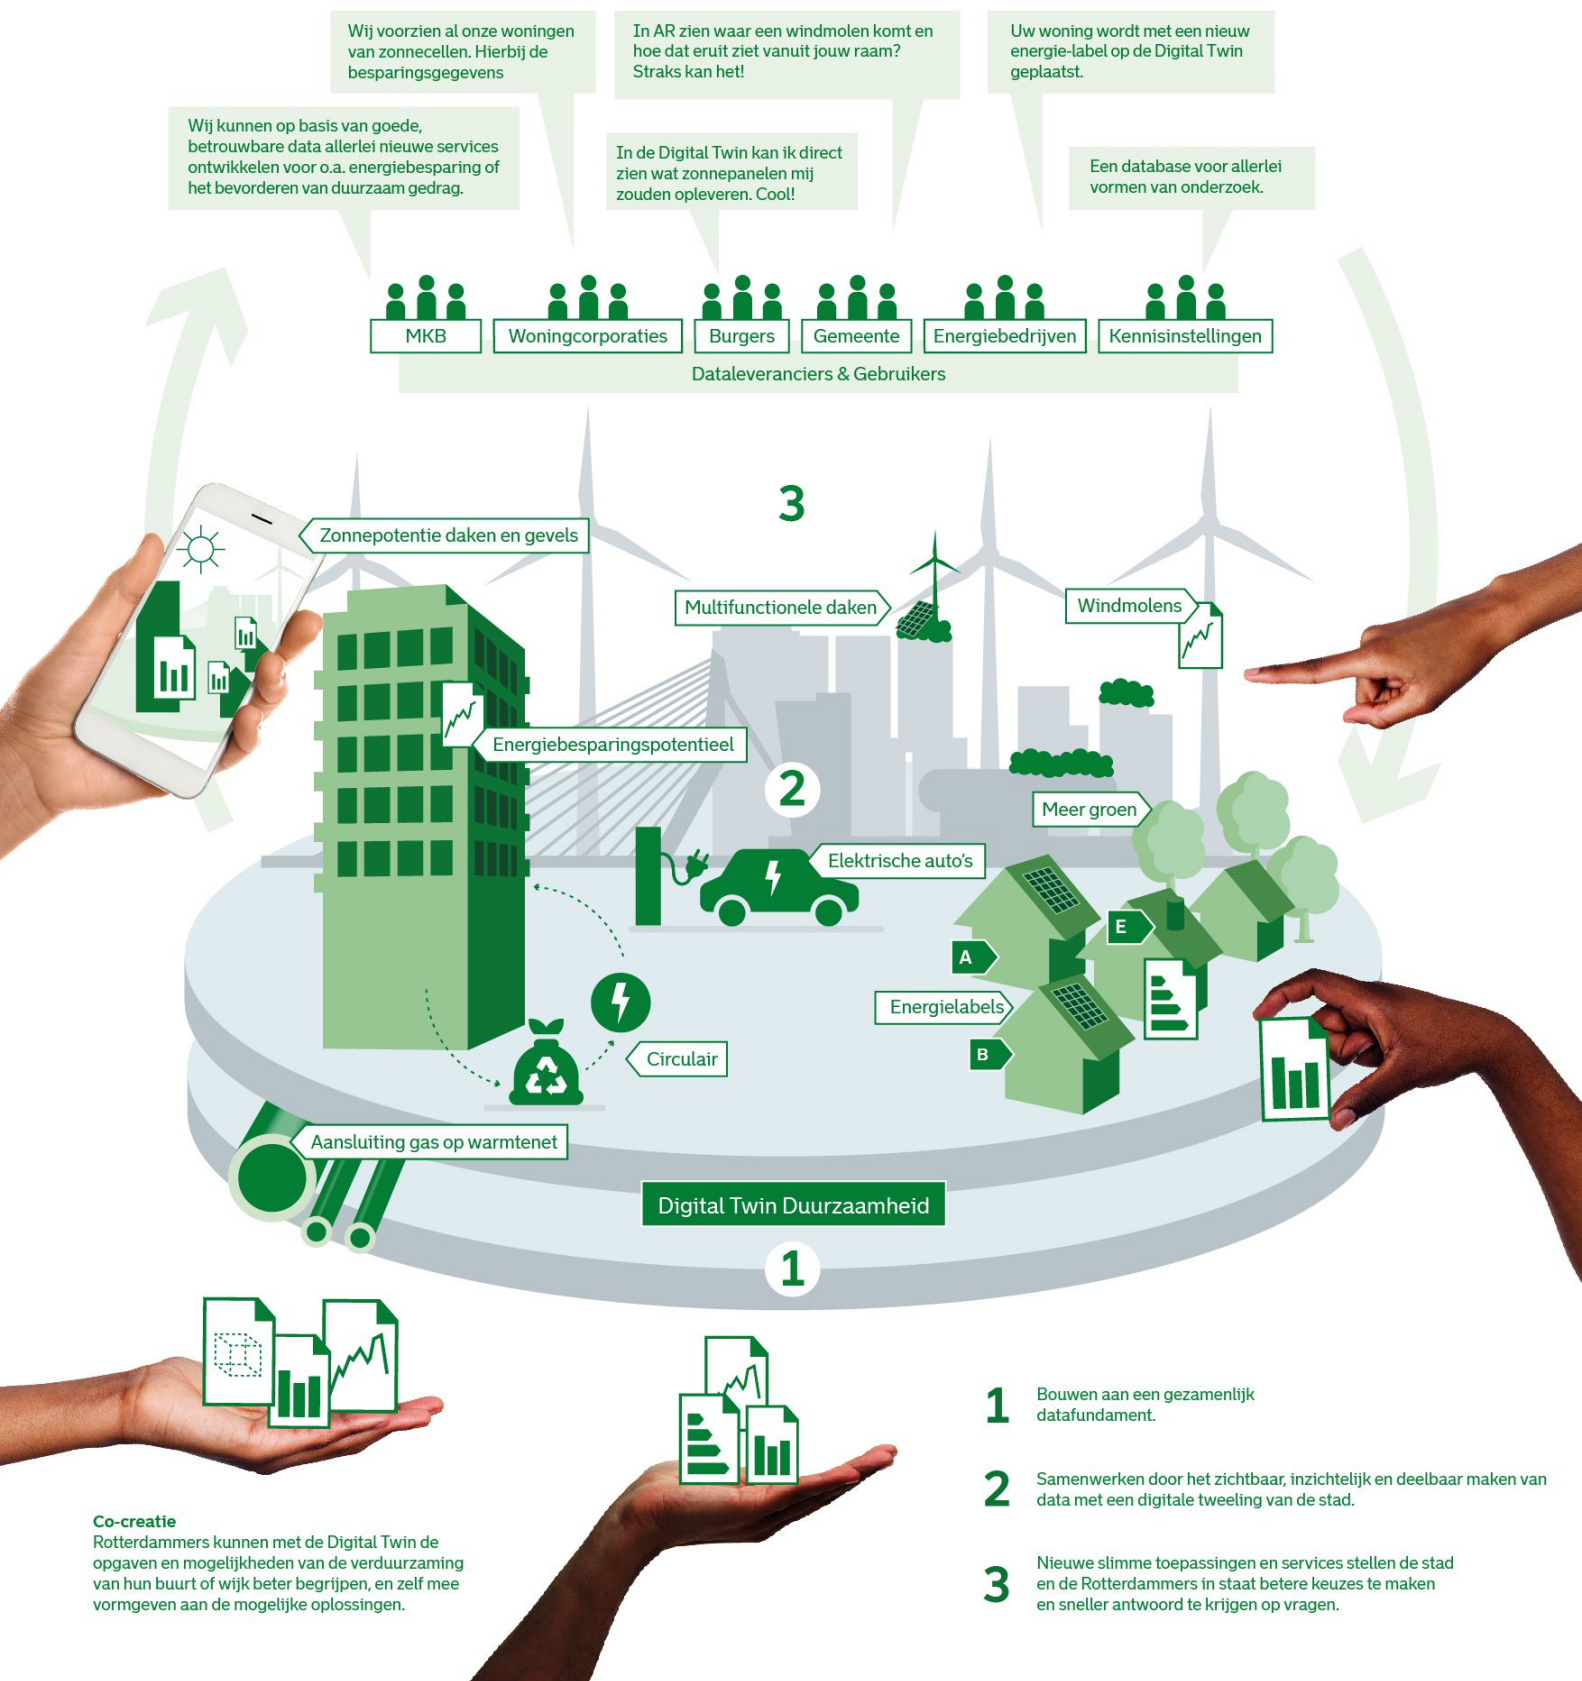 Wij voorzien al onze woningen
van zonnecellen. Hierbij de
besparingsgegevens
In AR zien waar een windmolen komt en
hoe dat eruit ziet vanuit jouw raam?
Straks kan het!
Uw woning wordt met een nieuw
energie-label op de Digital Twin
geplaatst.
Wij kunnen op basis van goede,
betrouwbare data allerlei nieuwe services
ontwikkelen voor o.a. energiebesparing of
het bevorderen van duurzaam gedrag.
In de Digital Twin kan ik direct
zien wat zonnepanelen mij
zouden opleveren. Cool!
Een database voor allerlei
vormen van onderzoek.
MKB
Woningcorporaties
Burgers
Gemeente
Energiebedrijven
Kennisinstellingen
Dataleveranciers & Gebruikers
3
Zonnepotentie daken en gevels
Multifunctionele daken
Windmolens
Energiebesparingspotentieel
2
Meer groen
Elektrische auto's
E
A
Energielabels
B
Circulair
Aansluiting gas op warmtenet
Digital Twin Duurzaamheid
1
1
Bouwen aan een gezamenlijk
datafundament.
2
Samenwerken door het zichtbaar, inzichtelijk en deelbaar maken van
data met een digitale tweeling van de stad.
3
Nieuwe slimme toepassingen en services stellen de stad
en de Rotterdammers in staat betere keuzes te maken
en sneller antwoord te krijgen op vragen.
Co-creatie
Rotterdammers kunnen met de Digital Twin de
opgaven en mogelijkheden van de verduurzaming
van hun buurt of wijk beter begrijpen, en zelf mee
vormgeven aan de mogelijke oplossingen.